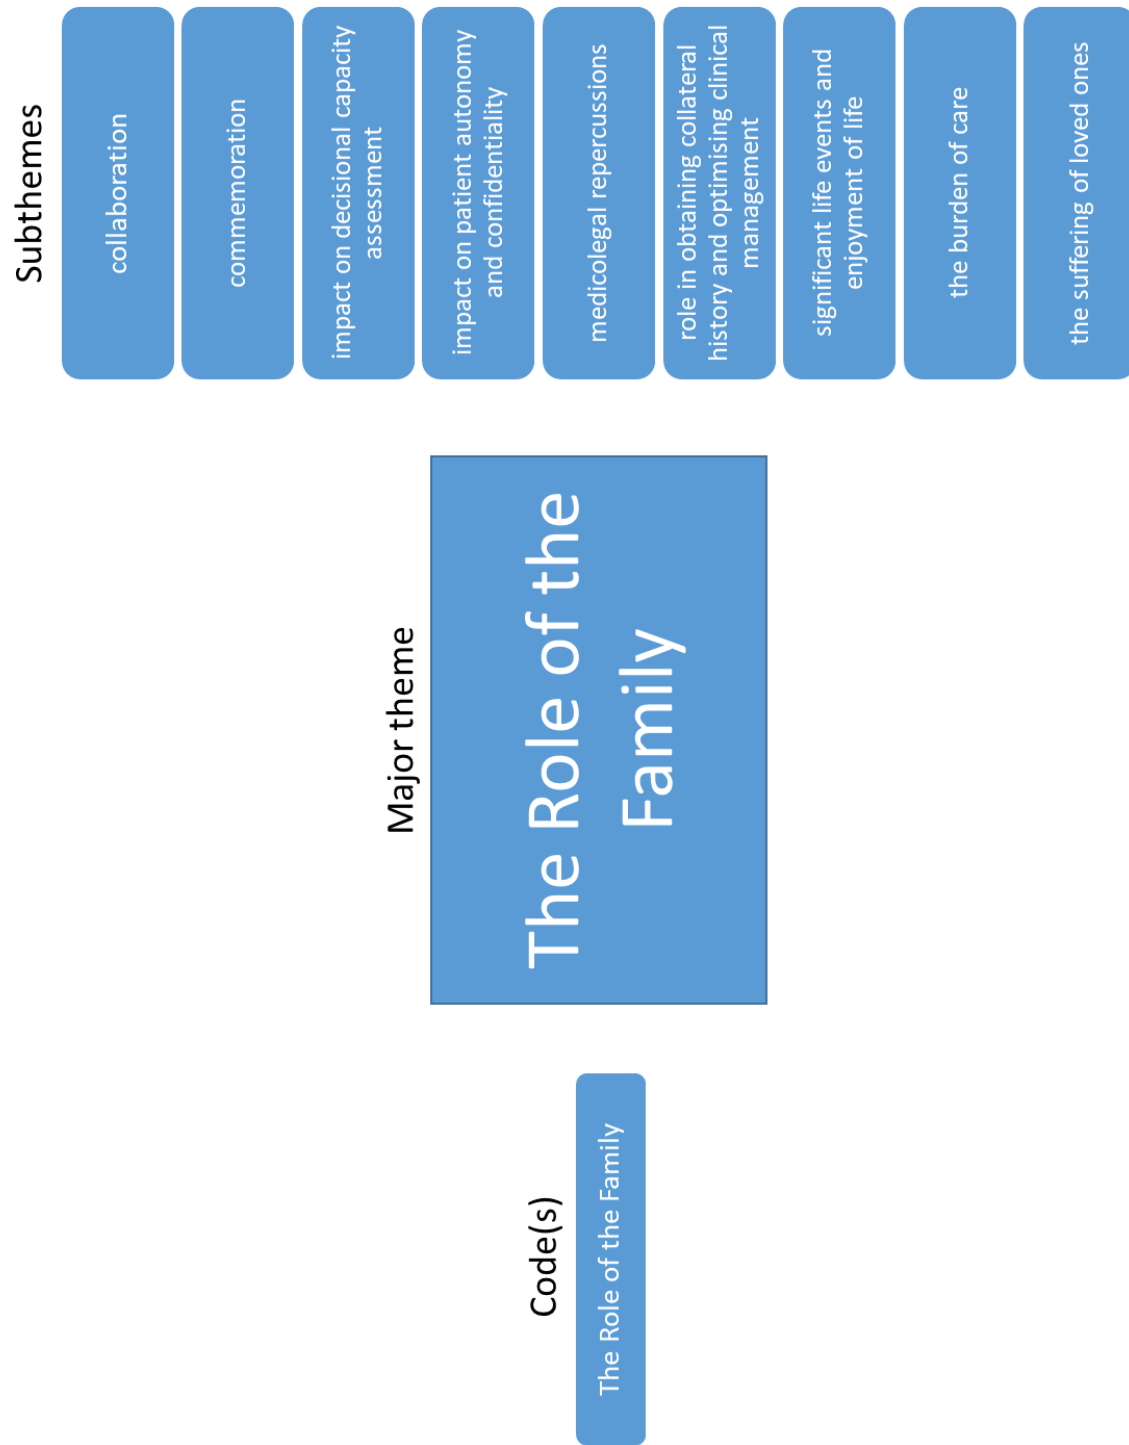 Code(s)
The Role of the Family
Major theme
The Role of the
Family
Subthemes
collaboration
commemoration
impact on decisional capacity
assessment
impact on patient autonomy
and confidentiality
medicolegal repercussions
role in obtaining collateral
history and optimising clinical
management
significant life events and
enjoyment of life
the burden of care
the suffering of loved ones